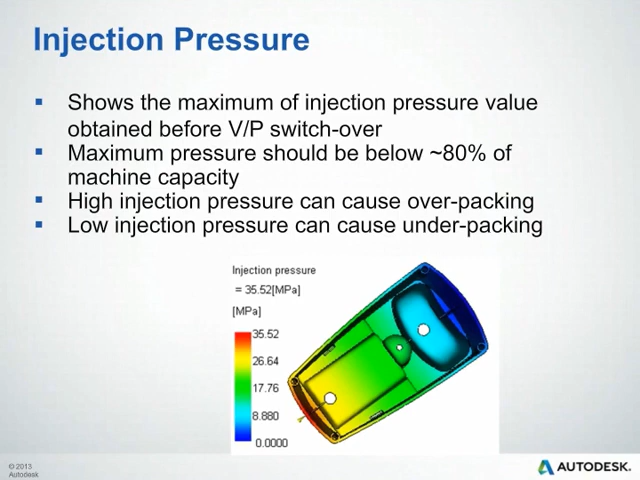 Injection Pressure
▪ Shows the maximum of injection pressure value
obtained before V/P switch-over
▪ Maximum pressure should be below ~80% of
machine capacity
▪ High injection pressure can cause over-packing
▪ Low injection pressure can cause under-packing
Injection pressure
= 35.52[MPa]
[MPa]
35.52
26.64
17.76
8.880
0.0000
© 2013
Autodesk
AUTODESK.